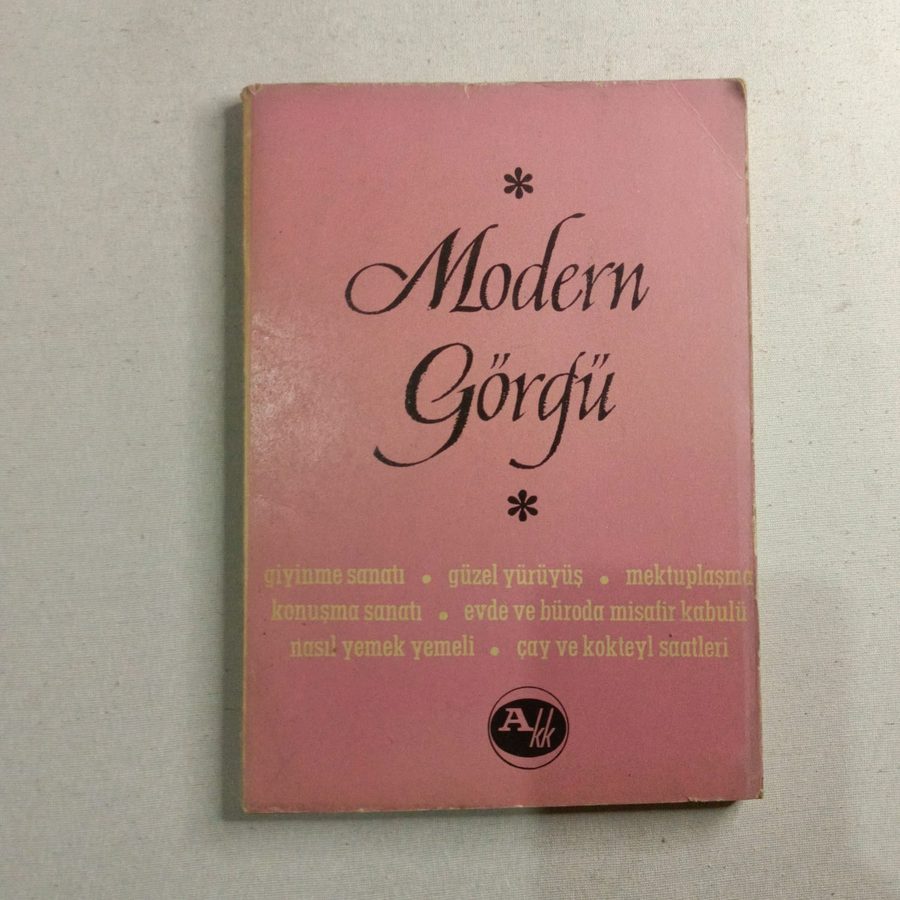 *
Modern
Görgü
*
giyinme sanatı • güzel yürüyüş • mektuplaşma
konuşma sanatı • evde ve büroda misafir kabulü
nasıl yemek yemeli • çay ve kokteyl saatleri
Akk